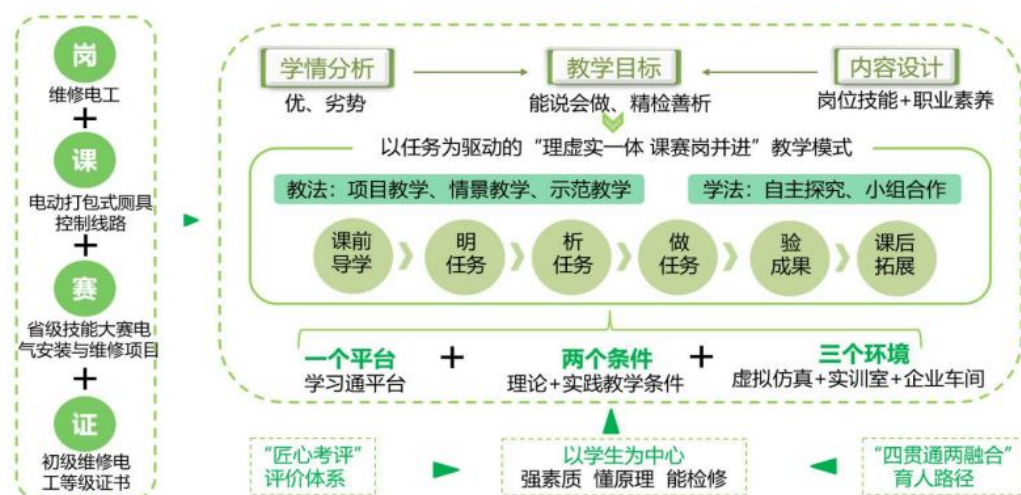 岗
维修电工
+
课
电动打包式厕具
控制线路
+
赛
省级技能大赛电
气安装与维修项目
+
证
初级维修电
工等级证书
学情分析
优、劣势
教学目标
能说会做、精检善析
内容设计
岗位技能+职业素养
以任务为驱动的“理虚实一体 课赛岗并进”教学模式
教法：项目教学、情景教学、示范教学
学法：自主探究、小组合作
课前
导学
明
任务
析
任务
做
任务
验
成果
课后
拓展
一个平台
学习通平台
+
两个条件
理论+实践教学条件
+
三个环境
虚拟仿真+实训室+企业车间
“匠心考评”
评价体系
以学生为中心
强素质 懂原理 能检修
“四贯通两融合”
育人路径